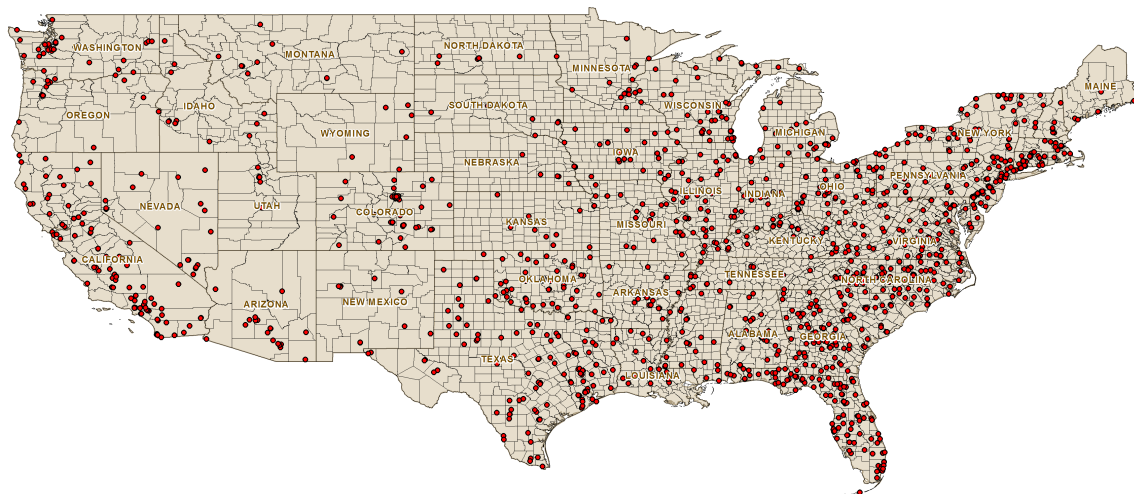 MAINE
WASHINGTON
MONTANA
NORTH DAKOTA
MINNESOTA
IDAHO
OREGON
SOUTH DAKOTA
WISCONSIN
WYOMING
MICHIGAN
NEW YORK
IOWA
NEBRASKA
PENNSYLVANIA
ILLINOIS
INDIANA
OHIO
NEVADA
UTAH
COLORADO
KANSAS
MISSOURI
KENTUCKY
VIRGINIA
CALIFORNIA
TENNESSEE
OKLAHOMA
NORTH CAROLINA
ARKANSAS
ARIZONA
NEW MEXICO
ALABAMA
GEORGIA
TEXAS
LOUISIANA